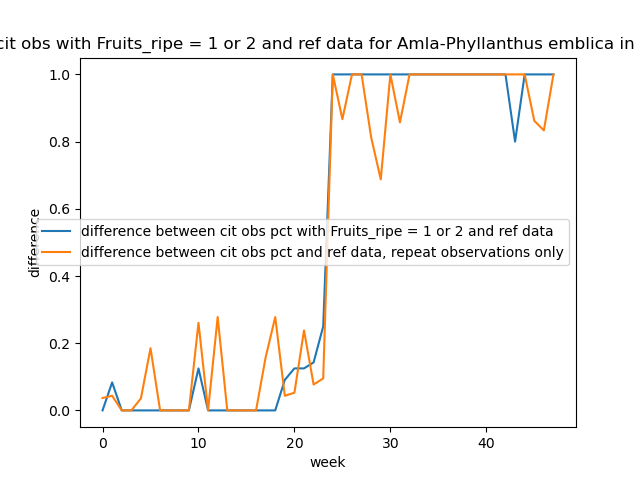 cit obs with Fruits_ripe = 1 or 2 and ref data for Amla-Phyllanthus emblica in
1.0
0.8
0.6
0.4
0.2
0.0
difference
difference between cit obs pct with Fruits_ripe = 1 or 2 and ref data
difference between cit obs pct and ref data, repeat observations only
0 10 20 30 40
week